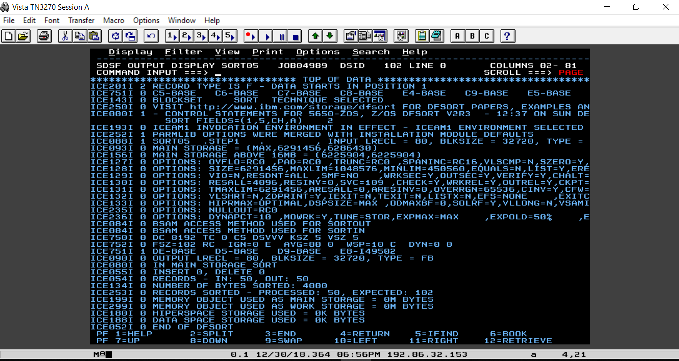 Vista TN3270 Session A
File Edit Font Transfer Macro Options Window Help
1 2 3 4 5 A B C ?
Display Filter View Print Options Search Help
SDSF OUTPUT DISPLAY SORT05 JOB04989 DSID 102 LINE 0 COLUMNS 02- 81
COMMAND INPUT ===> _ SCROLL ===> PAGE
********************************* TOP OF DATA **********************************
ICE201I 2 RECORD TYPE IS F - DATA STARTS IN POSITION 1
ICE751I 0 C5-BASE C6-BASE C7-BASE C8-BASE E4-BASE C9-BASE E5-BASE
ICE143I 0 BLOCKSET SORT TECHNIQUE SELECTED
ICE250I 0 VISIT http://www.ibm.com/storage/dfsort FOR DFSORT PAPERS, EXAMPLES AN
ICE000I 1 - CONTROL STATEMENTS FOR 5650-ZOS, Z/OS DFSORT V2R3 - 12:37 ON SUN DE
SORT FIELDS=(1,5,CH,A) 2
ICE093I 0 ICEAM1 INVOCATION ENVIRONMENT IN EFFECT - ICEAM1 ENVIRONMENT SELECTED
ICE252I 1 PARMLIB OPTIONS WERE MERGED WITH INSTALLATION MODULE DEFAULTS
ICE088I 1 SORT05 .STEP1 , INPUT LRECL = 80, BLKSIZE = 32720, TYPE =
ICE093I 0 MAIN STORAGE = (MAX,6291456,6286438)
ICE156I 0 MAIN STORAGE ABOVE 16MB = (6225904,6225904)
ICE127I 0 OPTIONS: OVFLO=RC0 ,PAD=RC0 ,TRUNC=RC0 ,SPANINC=RC16,VLSCMP=N,SZERO=Y,
ICE128I 0 OPTIONS: SIZE=6291456,MAXLIM=1048576,MINLIM=450560,EQUALS=N,LIST=Y,ERE
ICE129I 0 OPTIONS: VIO=N,RESDNT=ALL ,SMF=NO ,WRKSEC=Y,OUTSEC=Y,VERIFY=N,CHALT=
ICE130I 0 OPTIONS: RESALL=4096,RESINV=0,SVC=109 ,CHECK=Y,WRKREL=Y,OUTREL=Y,CKPT=
ICE131I 0 OPTIONS: TMAXLIM=6291456,ARESALL=0,ARESINV=0,OVERRGN=65536,CINV=Y,CFW=
ICE132I 0 OPTIONS: VLSHRT=N,ZDPRINT=Y,IEXIT=N,TEXIT=N,LISTX=N,EFS=NONE ,EXITC
ICE133I 0 OPTIONS: HIPRMAX=OPTIMAL,DSPSIZE=MAX ,ODMAXBF=0,SOLRF=Y,VLLONG=N,VSAMI
ICE235I 0 OPTIONS: NULLOUT=RC0
ICE236I 0 OPTIONS: DYNAPCT=10 ,MOWRK=Y,TUNE=STOR,EXPMAX=MAX ,EXPOLD=50% ,EX
ICE084I 0 BSAM ACCESS METHOD USED FOR SORTOUT
ICE084I 0 BSAM ACCESS METHOD USED FOR SORTIN
ICE750I 0 DC 8192 TC 0 CS DSVVV KSZ 5 VSZ 5
ICE752I 0 FSZ=102 RC IGN=0 E AVG=80 0 WSP=10 C DYN=0 0
ICE751I 1 DE-BASE D5-BASE D9-BASE E8-I49502
ICE090I 0 OUTPUT LRECL = 80, BLKSIZE = 32720, TYPE = FB
ICE080I 0 IN MAIN STORAGE SORT
ICE055I 0 INSERT 0, DELETE 0
ICE054I 0 RECORDS - IN: 50, OUT: 50
ICE134I 0 NUMBER OF BYTES SORTED: 4000
ICE253I 0 RECORDS SORTED - PROCESSED: 50, EXPECTED: 102
ICE199I 0 MEMORY OBJECT USED AS MAIN STORAGE = 0M BYTES
ICE299I 0 MEMORY OBJECT USED AS WORK STORAGE = 0M BYTES
ICE180I 0 HIPERSPACE STORAGE USED = 0K BYTES
ICE188I 0 DATA SPACE STORAGE USED = 0K BYTES
ICE052I 0 END OF DFSORT
PF 1=HELP 2=SPLIT 3=END 4=RETURN 5=IFIND 6=BOOK
PF 7=UP 8=DOWN 9=SWAP 10=LEFT 11=RIGHT 12=RETRIEVE
0.1 12/30/18.364 06:56PM 192.86.32.153 a 4,21